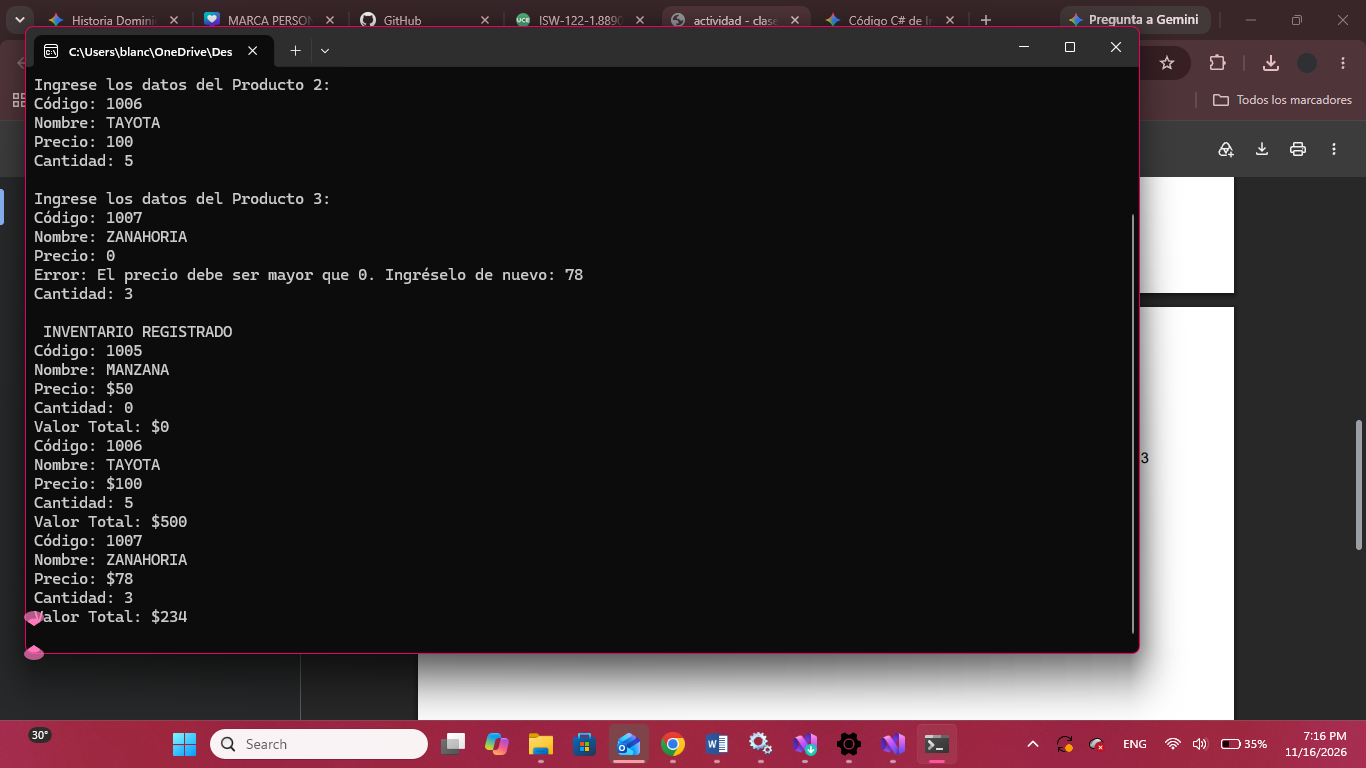 Historia Domini
MARCA PERSON
GitHub
ISW-122-1.8890
actividad - clase
Código C# de In
Pregunta a Gemini
C:\Users\blanc\OneDrive\Des
Todos los marcadores
Ingrese los datos del Producto 2:
Código: 1006
Nombre: TAYOTA
Precio: 100
Cantidad: 5
Ingrese los datos del Producto 3:
Código: 1007
Nombre: ZANAHORIA
Precio: 0
Error: El precio debe ser mayor que 0. Ingréselo de nuevo: 78
Cantidad: 3
INVENTARIO REGISTRADO
Código: 1005
Nombre: MANZANA
Precio: $50
Cantidad: 0
Valor Total: $0
Código: 1006
Nombre: TAYOTA
Precio: $100
Cantidad: 5
Valor Total: $500
Código: 1007
Nombre: ZANAHORIA
Precio: $78
Cantidad: 3
Valor Total: $234
3
30°
Search
ENG
35%
7:16 PM
11/16/2026